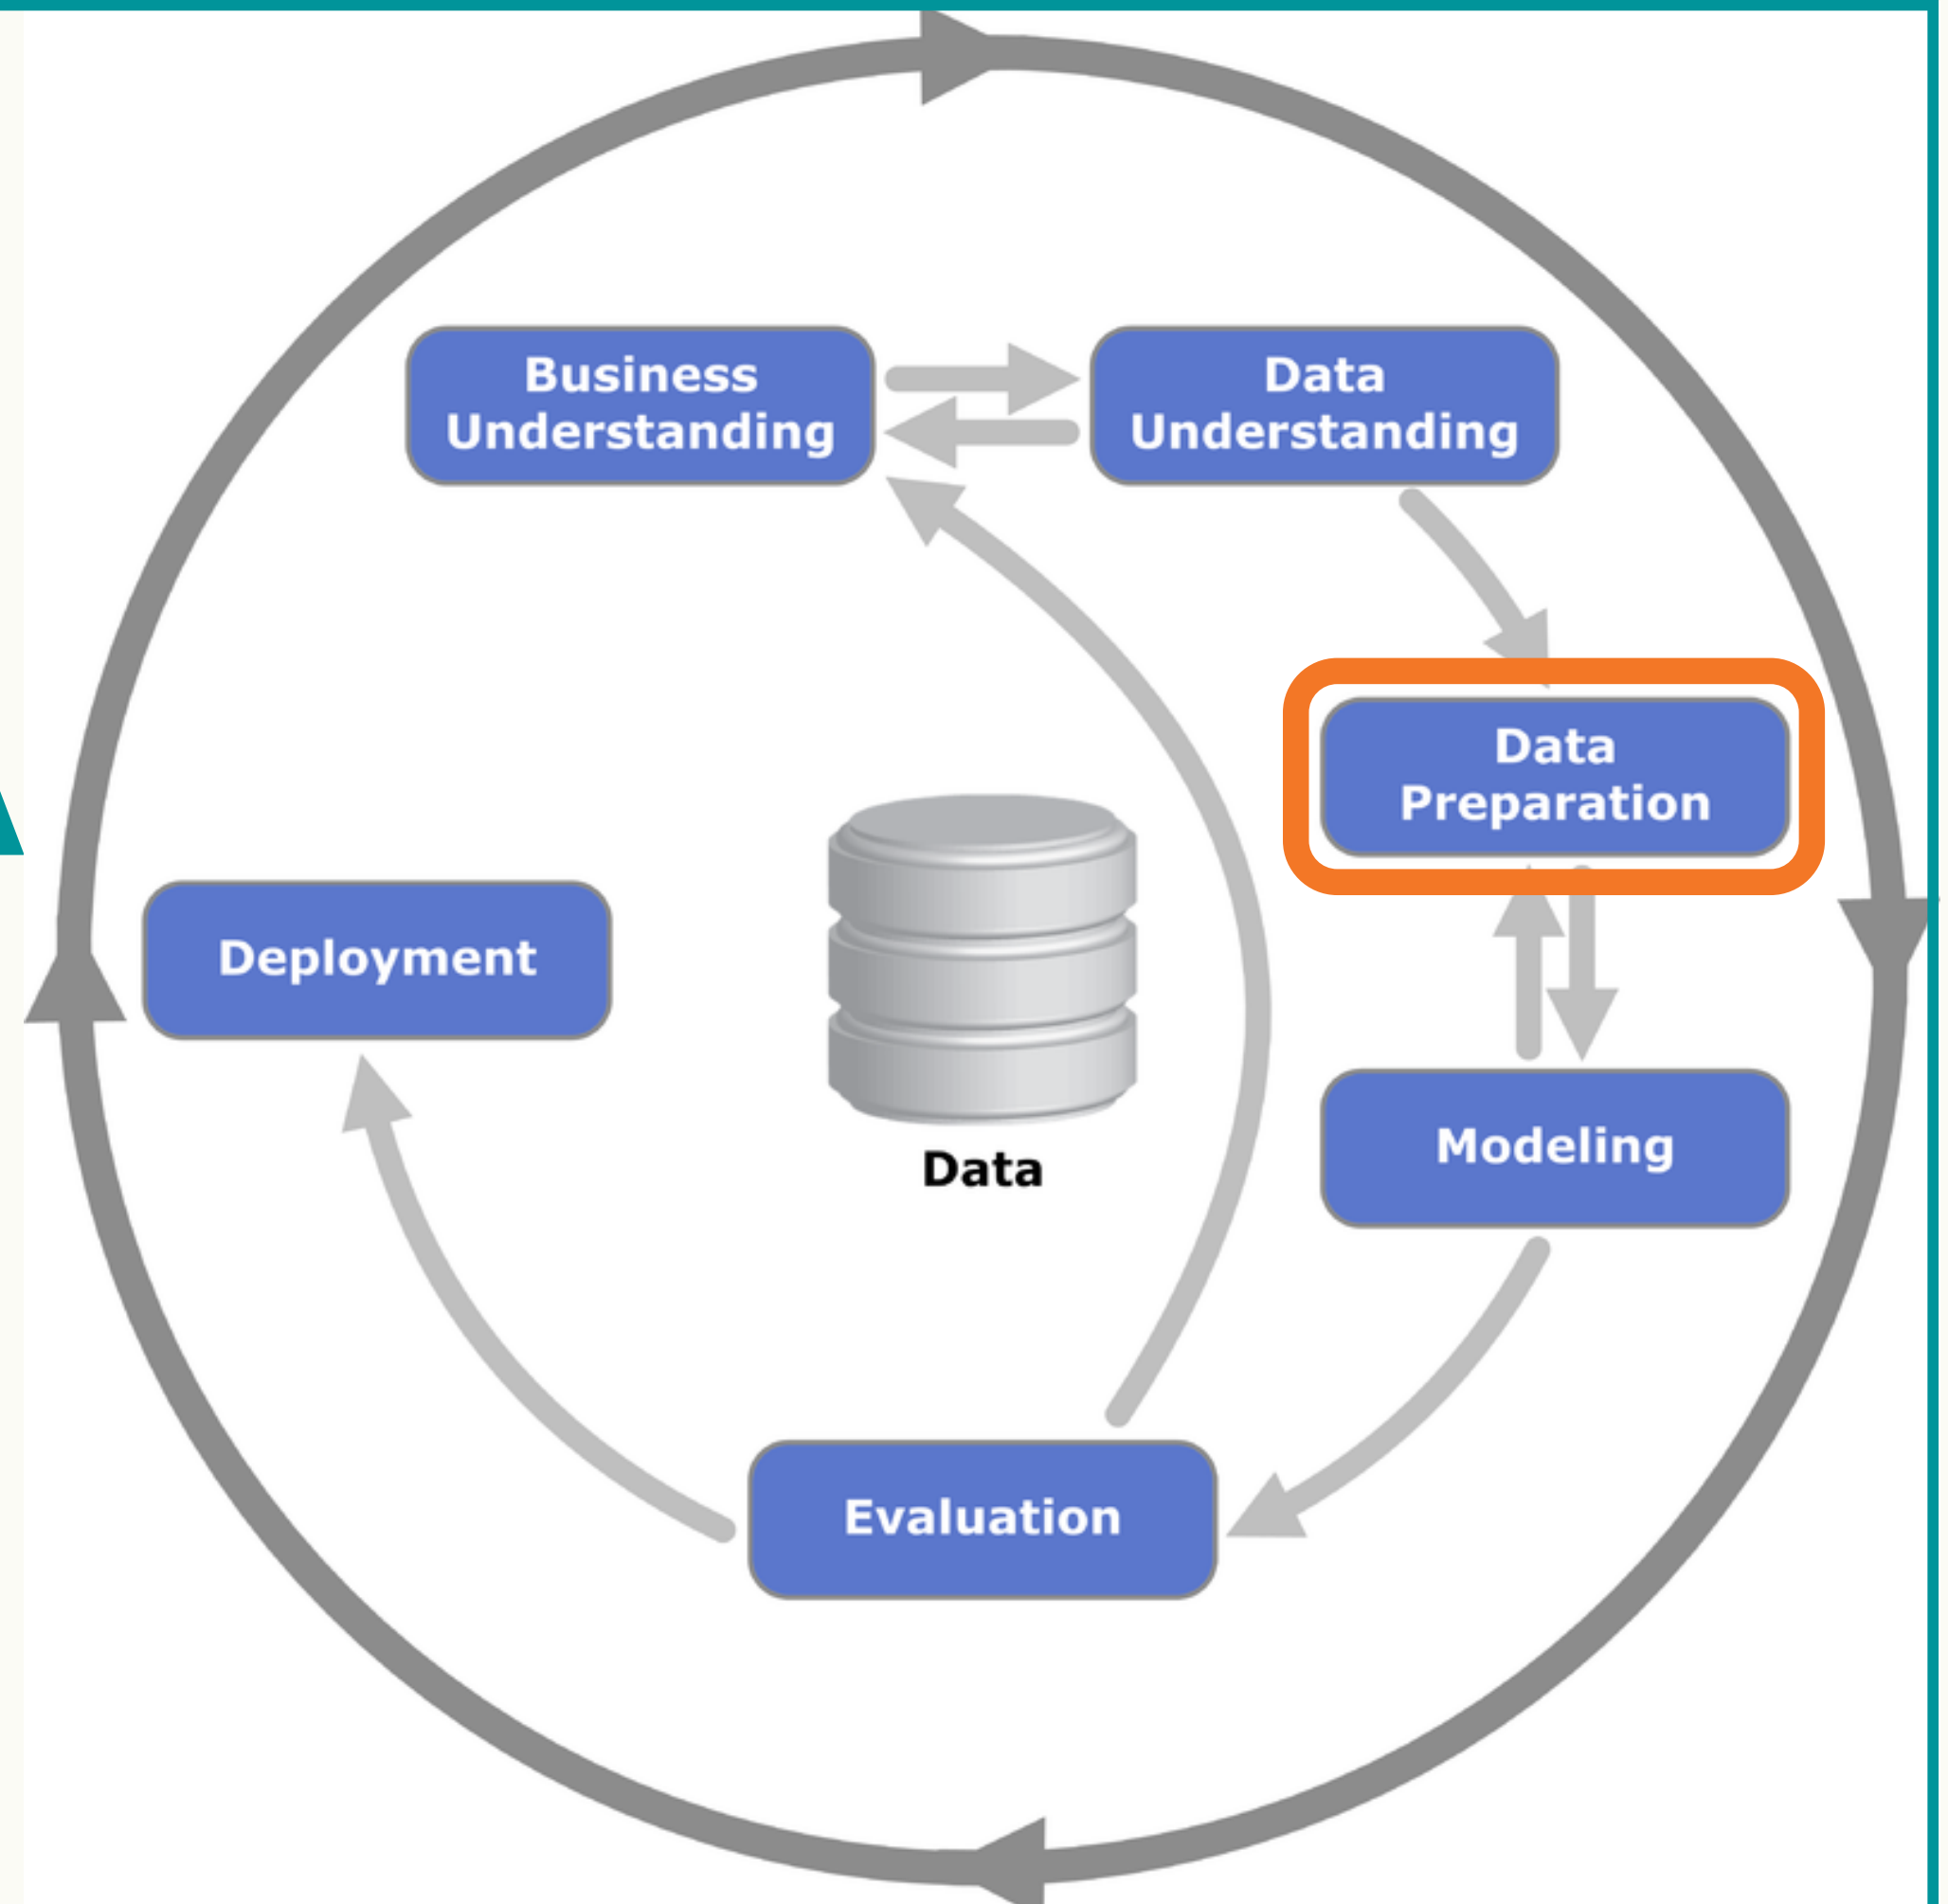 Business
Understanding
Data
Understanding
Data
Preparation
Deployment
Data
Modeling
Evaluation